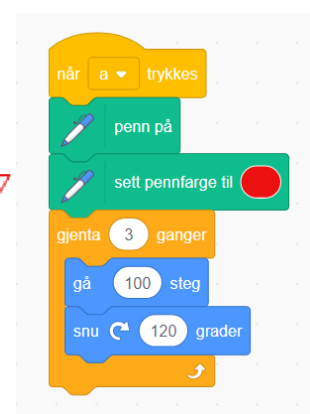 når a trykkes
penn på
sett pennfarge til
gjenta 3 ganger
gå 100 steg
snu 120 grader